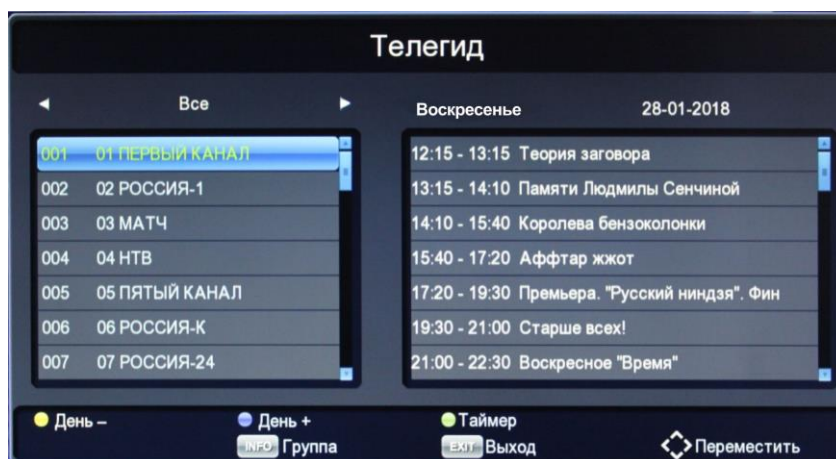 Телегид
Все
Воскресенье 28-01-2018
001 01 ПЕРВЫЙ КАНАЛ
002 02 РОССИЯ-1
003 03 МАТЧ
004 04 НТВ
005 05 ПЯТЫЙ КАНАЛ
006 06 РОССИЯ-К
007 07 РОССИЯ-24
12:15 - 13:15 Теория заговора
13:15 - 14:10 Памяти Людмилы Сенчиной
14:10 - 15:40 Королева бензоколонки
15:40 - 17:20 Аффтар жжот
17:20 - 19:30 Премьера. "Русский ниндзя". Фин
19:30 - 21:00 Старше всех!
21:00 - 22:30 Воскресное "Время"
День – День + Таймер
INFO Группа EXIT Выход Переместить